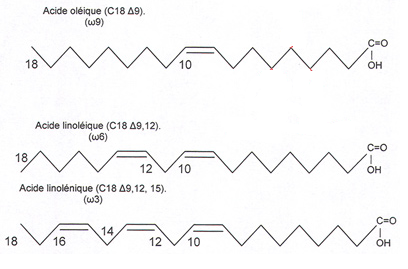 Acide oléique (C18 Δ9).
(ω9)
C=O
OH
18
10
Acide linoléique (C18 Δ9,12).
(ω6)
C=O
OH
18
12
10
Acide linolénique (C18 Δ9,12, 15).
(ω3)
C=O
OH
18
16
14
12
10